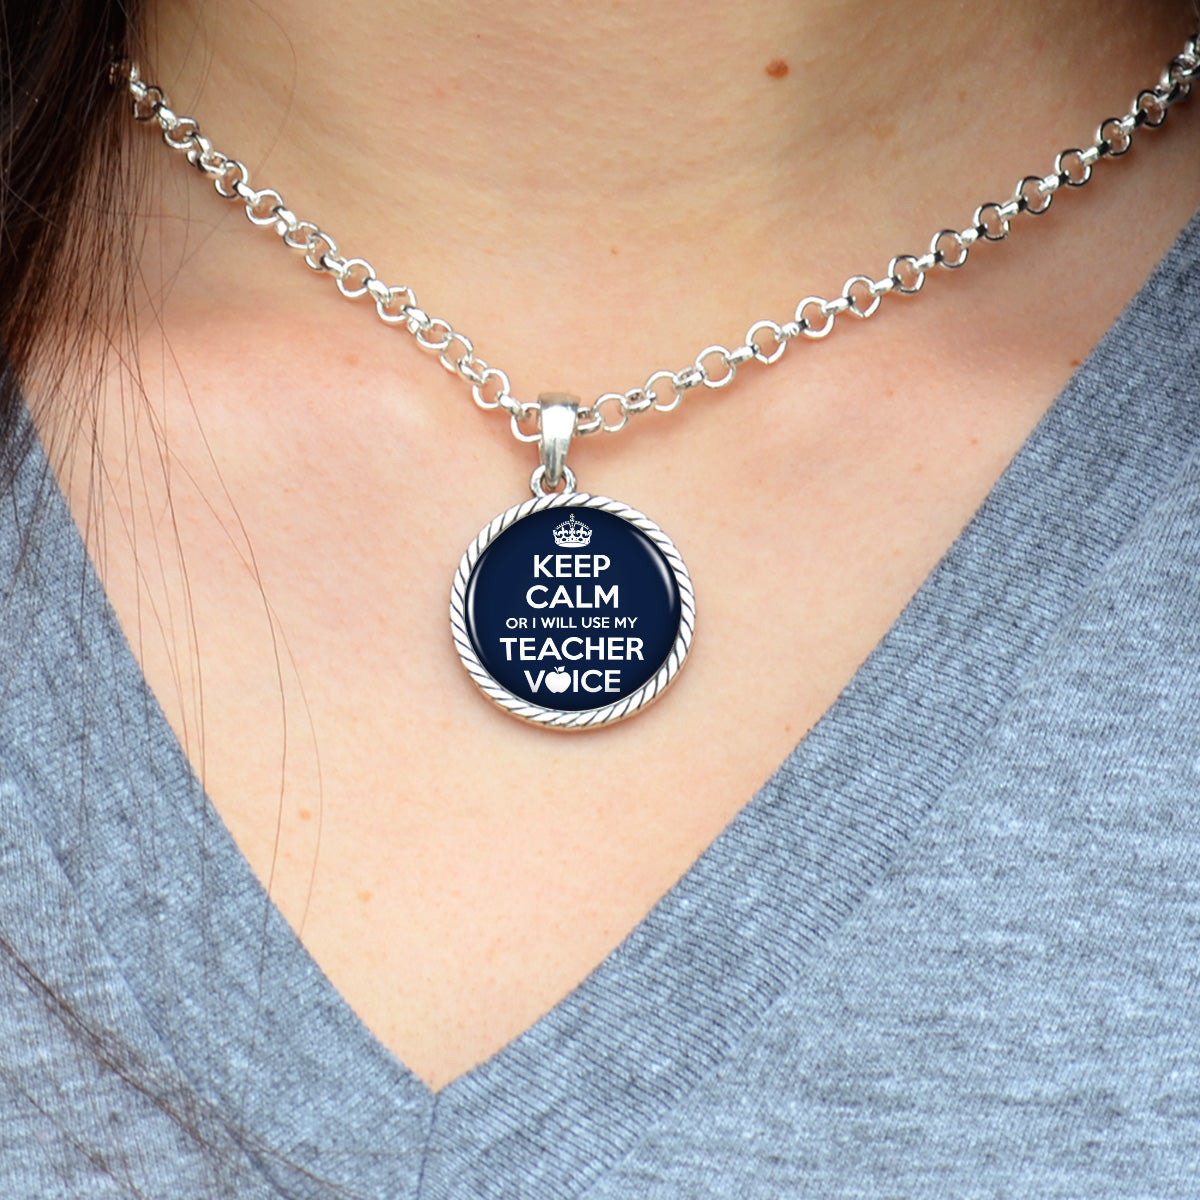 KEEP
CALM
OR I WILL USE MY
TEACHER
VOICE